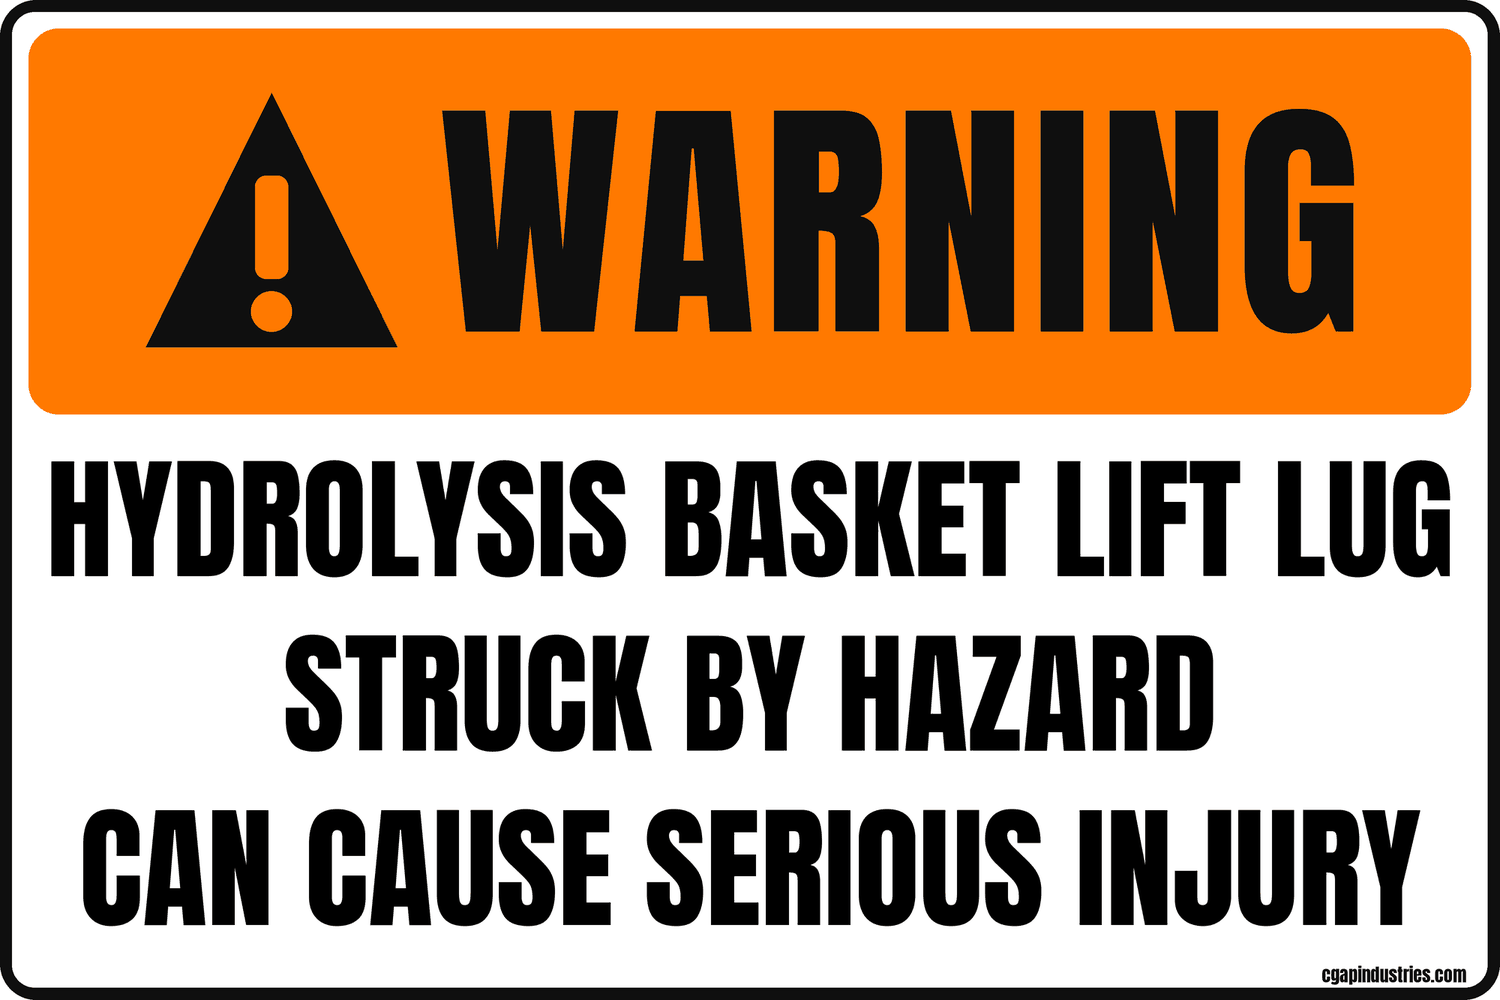 WARNING
HYDROLYSIS BASKET LIFT LUG
STRUCK BY HAZARD
CAN CAUSE SERIOUS INJURY
cgapindustries.com